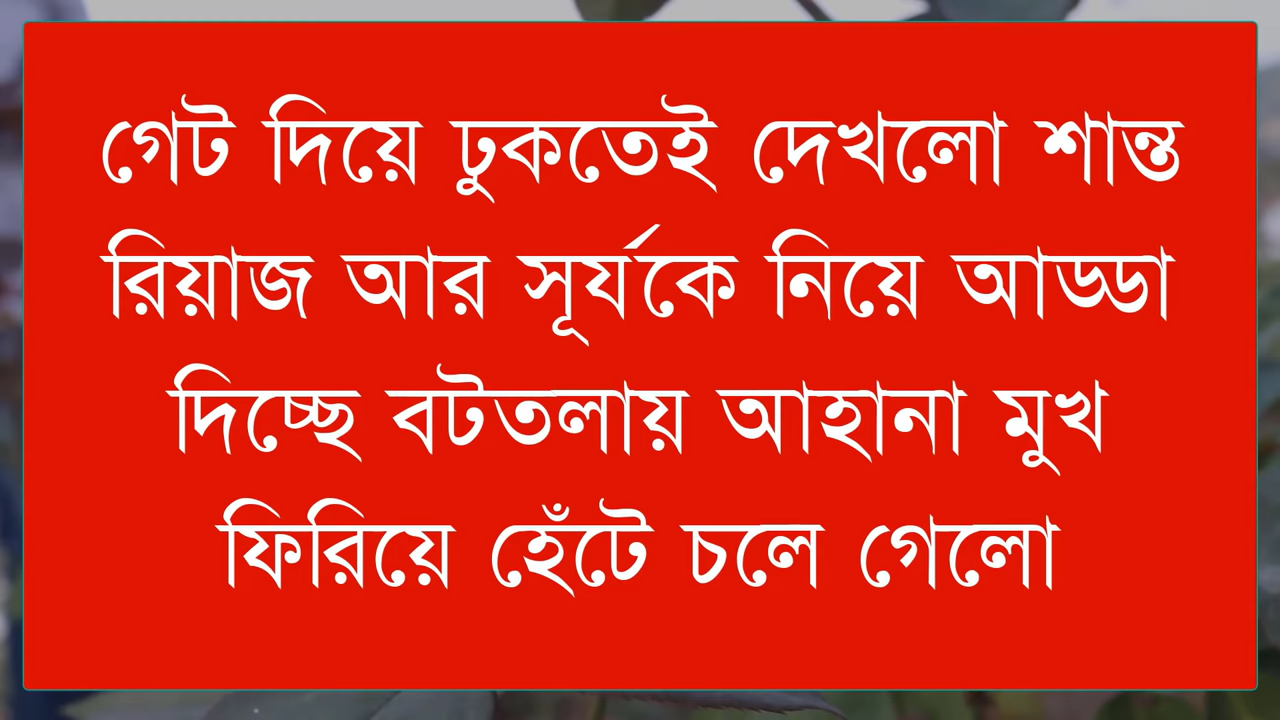 গেট দিয়ে ঢুকতেই দেখলো শান্ত
রিয়াজ আর সূর্যকে নিয়ে আড্ডা
দিচ্ছে বটতলায় আহানা মুখ
ফিরিয়ে হেঁটে চলে গেলো